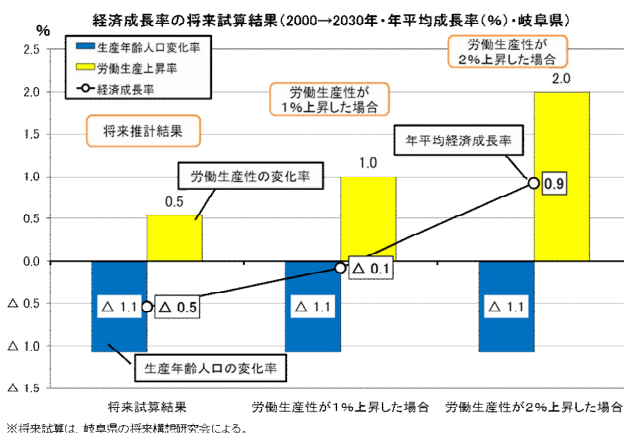 経済成長率の将来試算結果(2000→2030年・年平均成長率(%)・岐阜県)
%
生産年齢人口変化率
労働生産上昇率
経済成長率
将来推計結果
労働生産性が
1%上昇した場合
労働生産性が
2%上昇した場合
2.5
2.0
1.5
1.0
0.5
0.0
△ 0.5
△ 1.0
△ 1.5
労働生産性の変化率
年平均経済成長率
生産年齢人口の変化率
0.5
1.0
2.0
△ 1.1
△ 0.5
△ 1.1
△ 0.1
△ 1.1
0.9
将来試算結果
労働生産性が1%上昇した場合
労働生産性が2%上昇した場合
※将来試算は、岐阜県の将来構想研究会による。